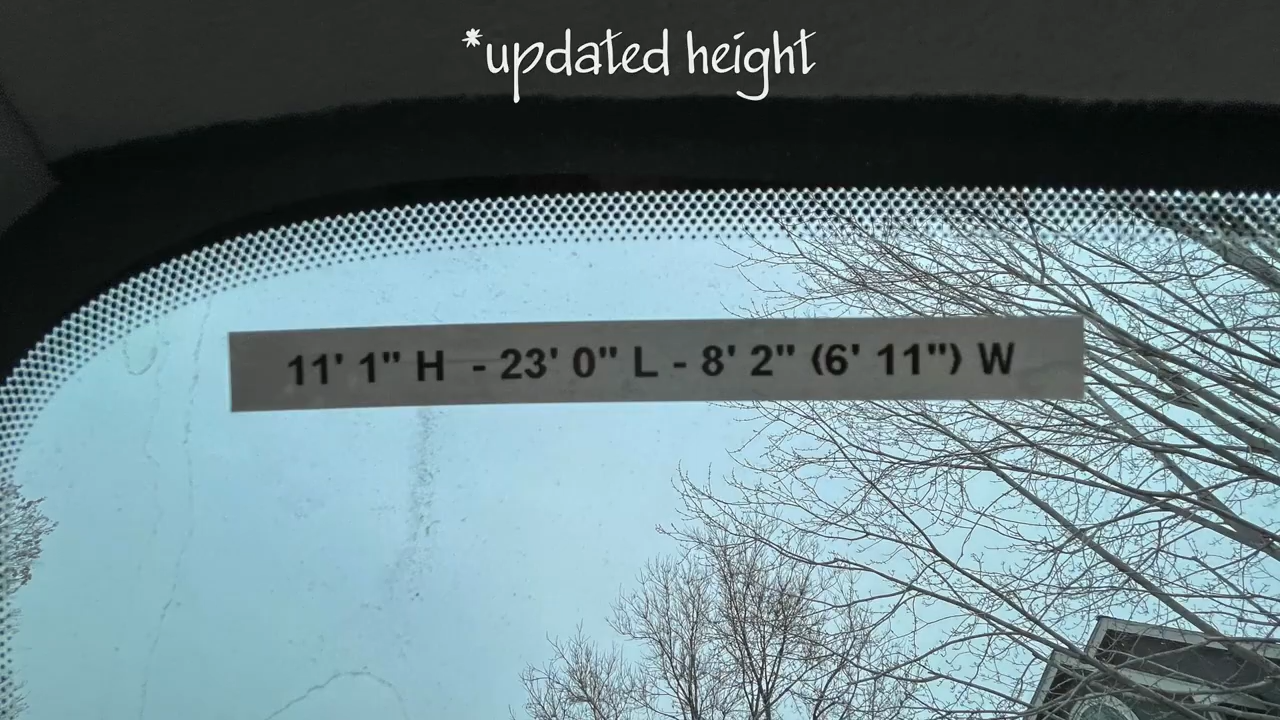 *updated height
11' 1" H - 23' 0" L - 8' 2" (6' 11") W